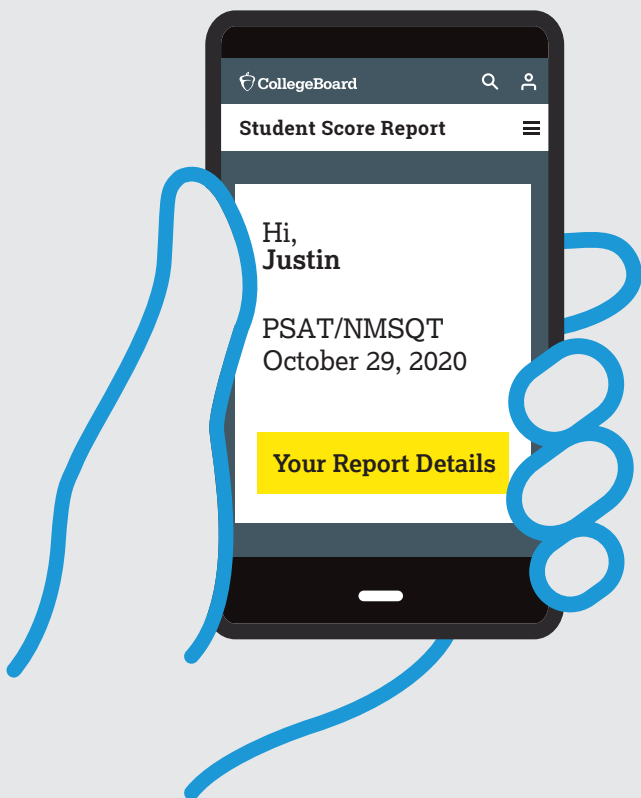 CollegeBoard
Student Score Report
Hi,
Justin
PSAT/NMSQT
October 29, 2020
Your Report Details